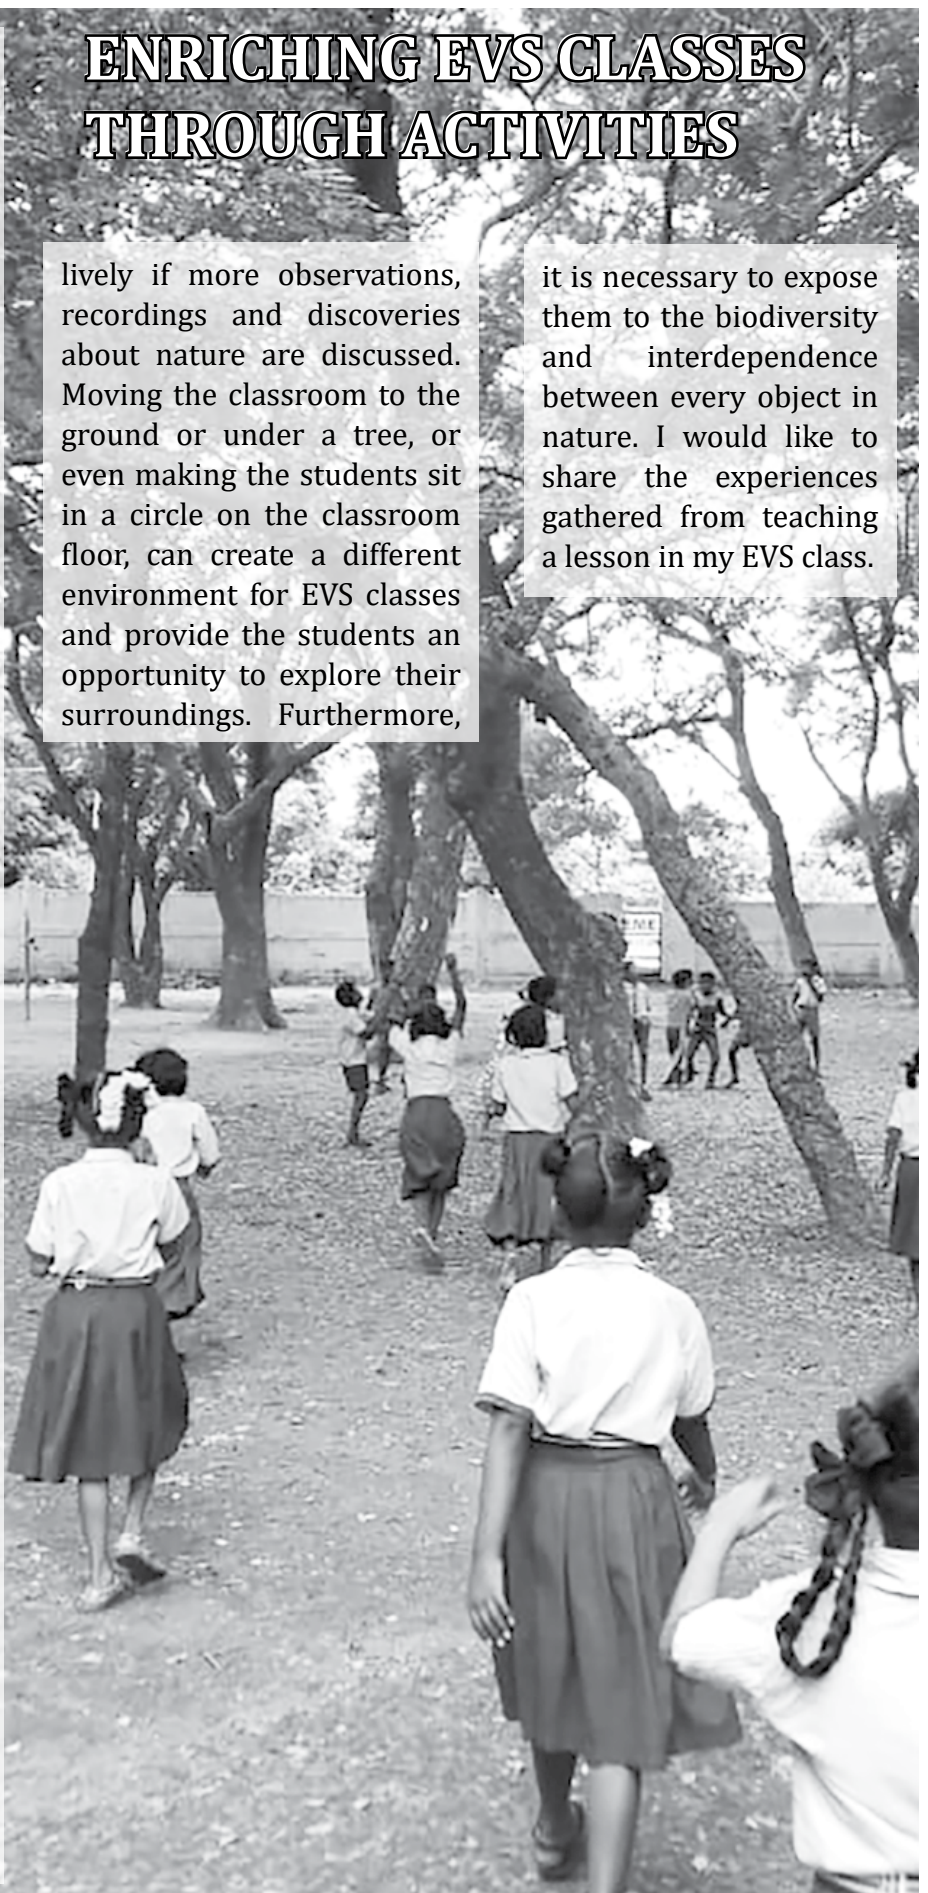 ENRICHING EVS CLASSES
THROUGH ACTIVITIES
lively if more observations,
recordings and discoveries
about nature are discussed.
Moving the classroom to the
ground or under a tree, or
even making the students sit
in a circle on the classroom
floor, can create a different
environment for EVS classes
and provide the students an
opportunity to explore their
surroundings. Furthermore,
it is necessary to expose
them to the biodiversity
and interdependence
between every object in
nature. I would like to
share the experiences
gathered from teaching
a lesson in my EVS class.